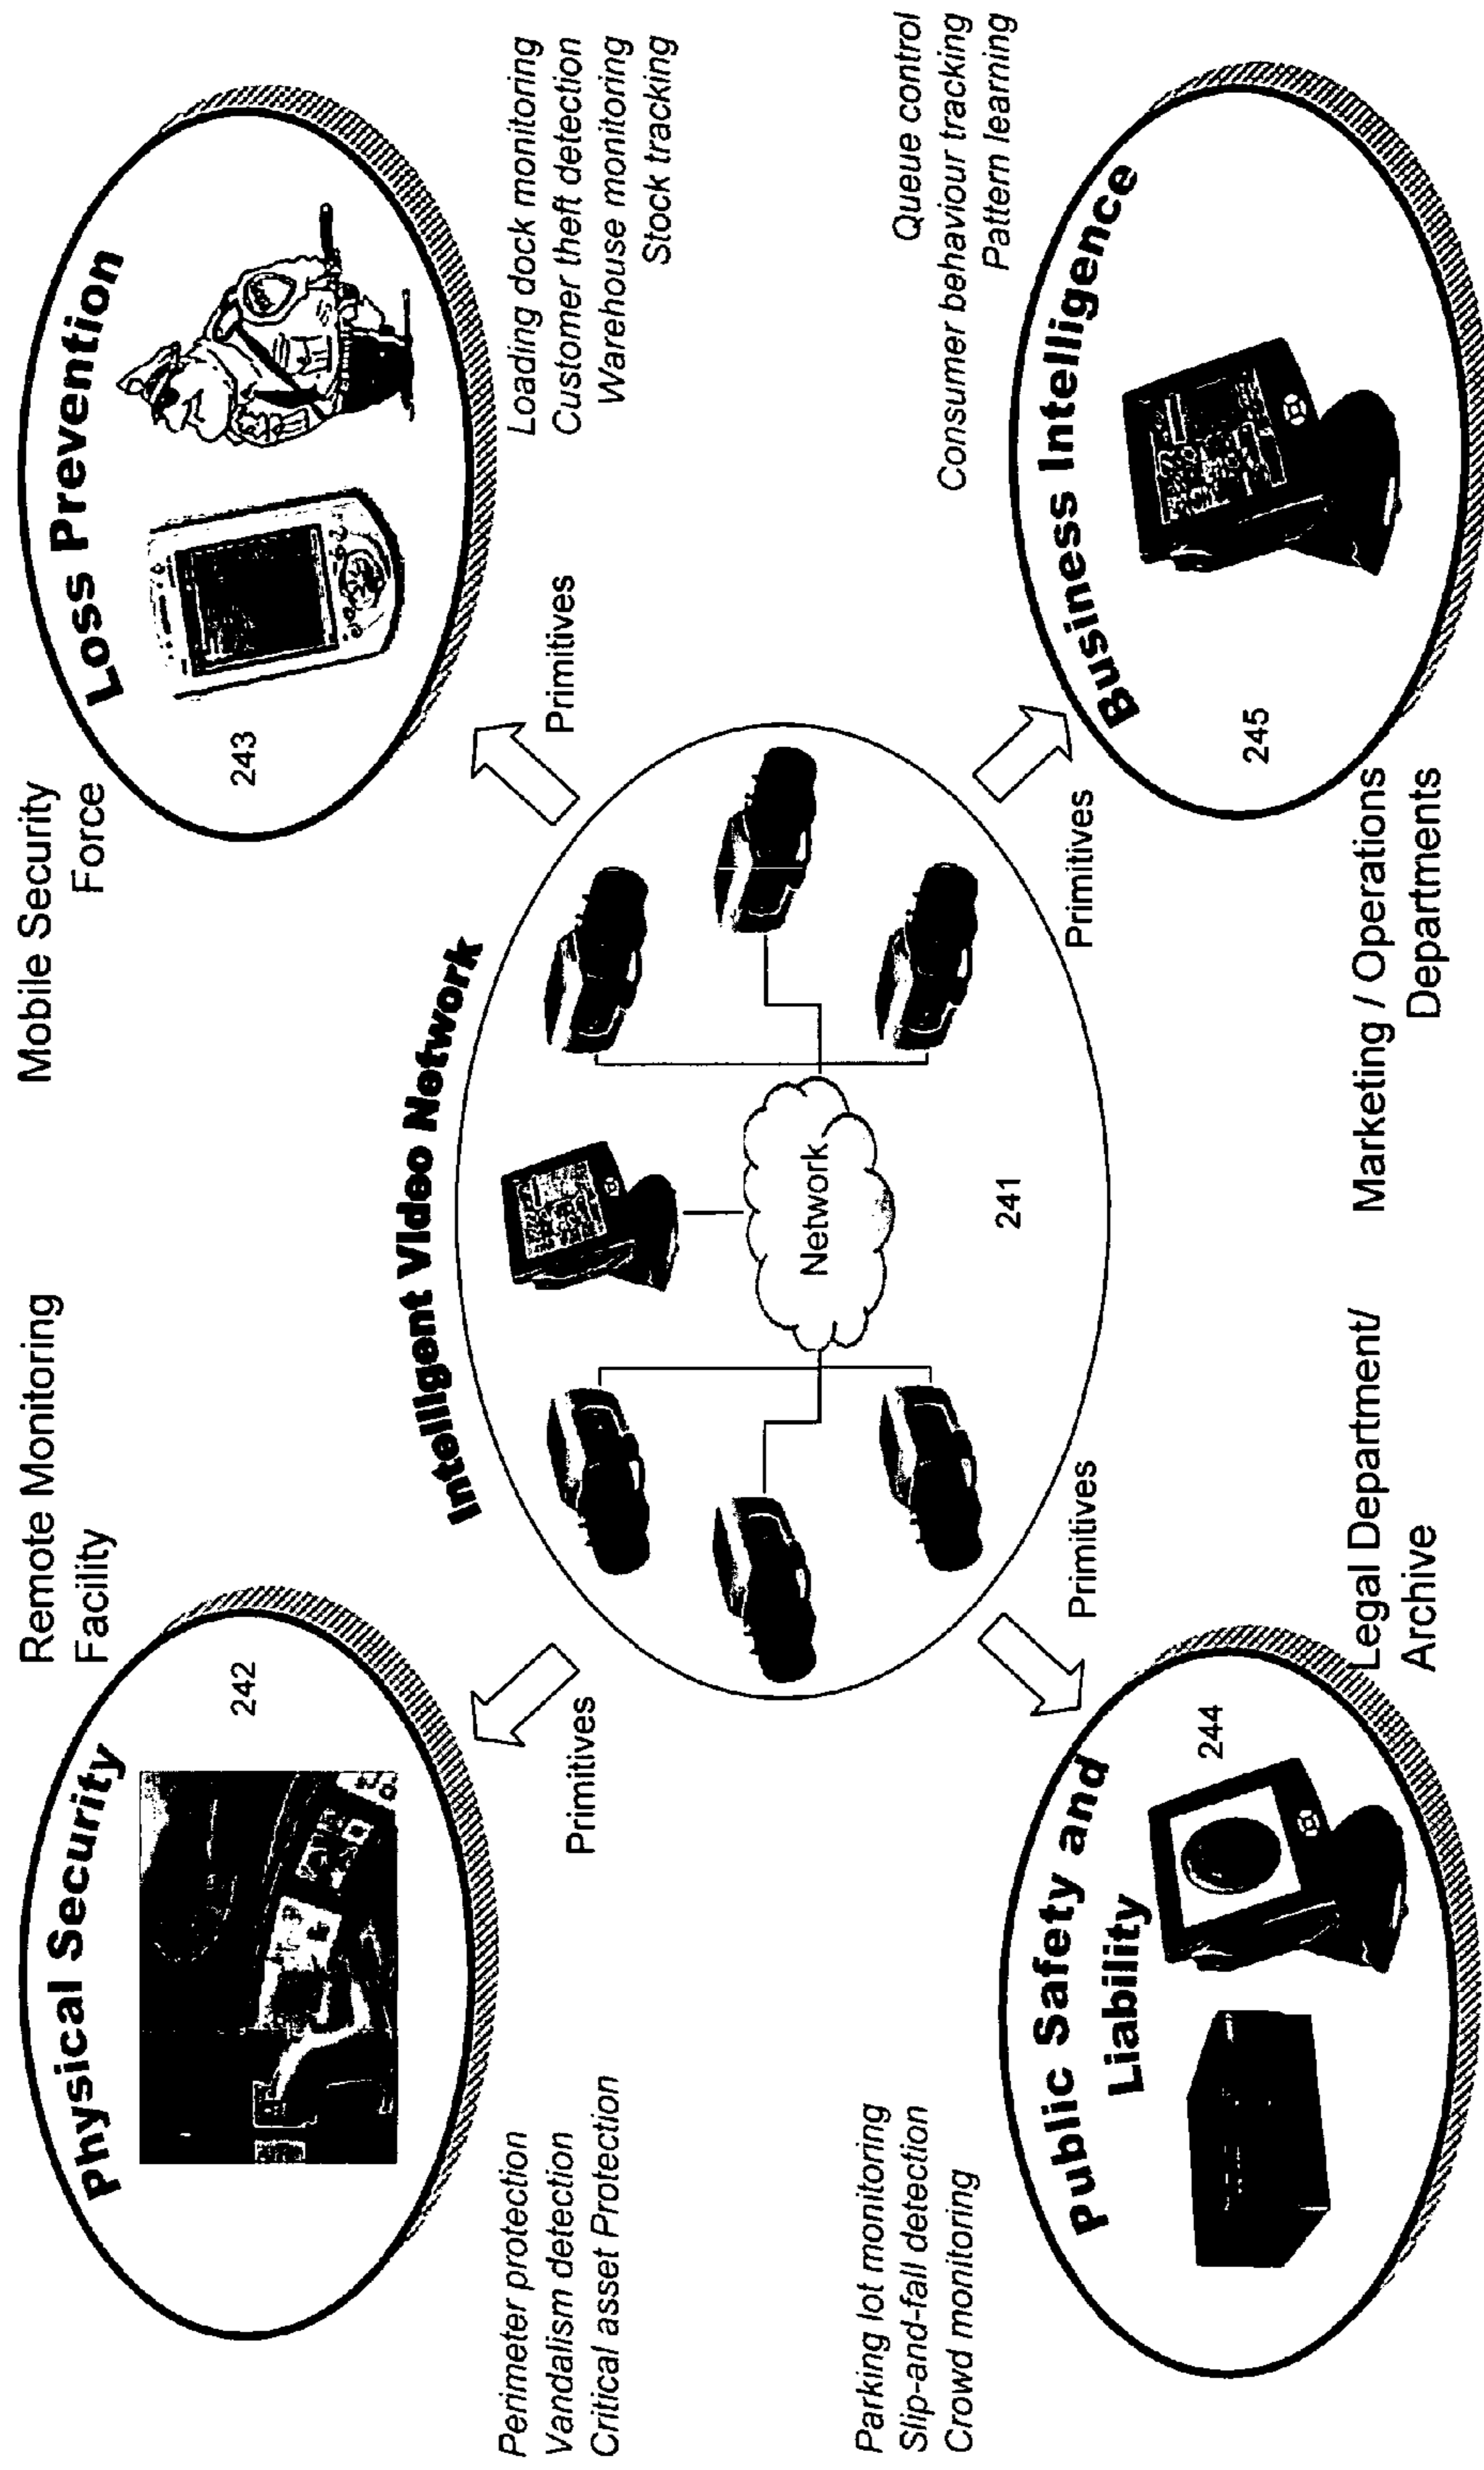 Remote Monitoring
Facility
Mobile Security
Force
Physical Security
242
Loss Prevention
243
Perimeter protection
Vandalism detection
Critical asset Protection
Loading dock monitoring
Customer theft detection
Warehouse monitoring
Stock tracking
Primitives
Primitives
Intelligent Video Network
Network
241
Primitives
Primitives
Parking lot monitoring
Slip-and-fall detection
Crowd monitoring
Queue control
Consumer behaviour tracking
Pattern learning
Public Safety and
Liability
244
Business Intelligence
245
Legal Department/
Archive
Marketing / Operations
Departments